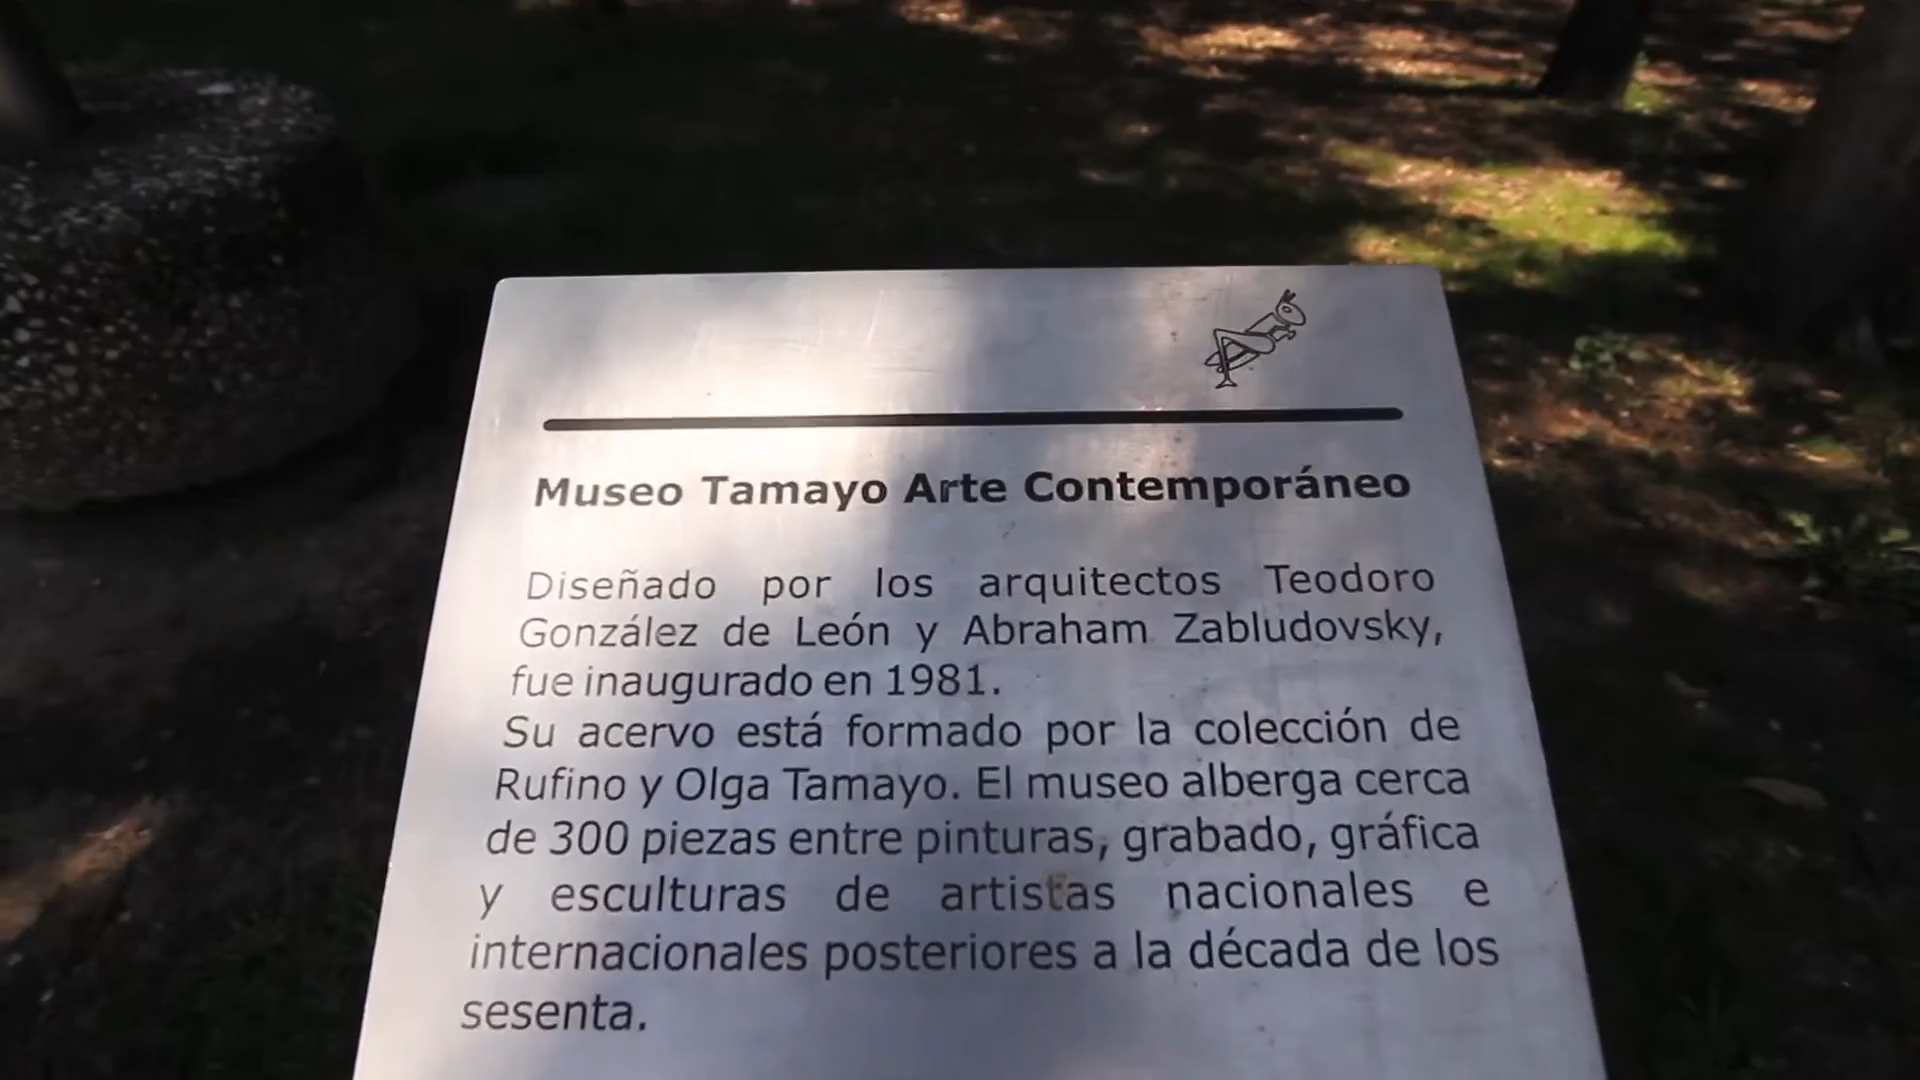 Museo Tamayo Arte Contemporáneo
Diseñado por los arquitectos Teodoro
González de León y Abraham Zabludovsky,
fue inaugurado en 1981.
Su acervo está formado por la colección de
Rufino y Olga Tamayo. El museo alberga cerca
de 300 piezas entre pinturas, grabado, gráfica
y esculturas de artistas nacionales e
internacionales posteriores a la década de los
sesenta.